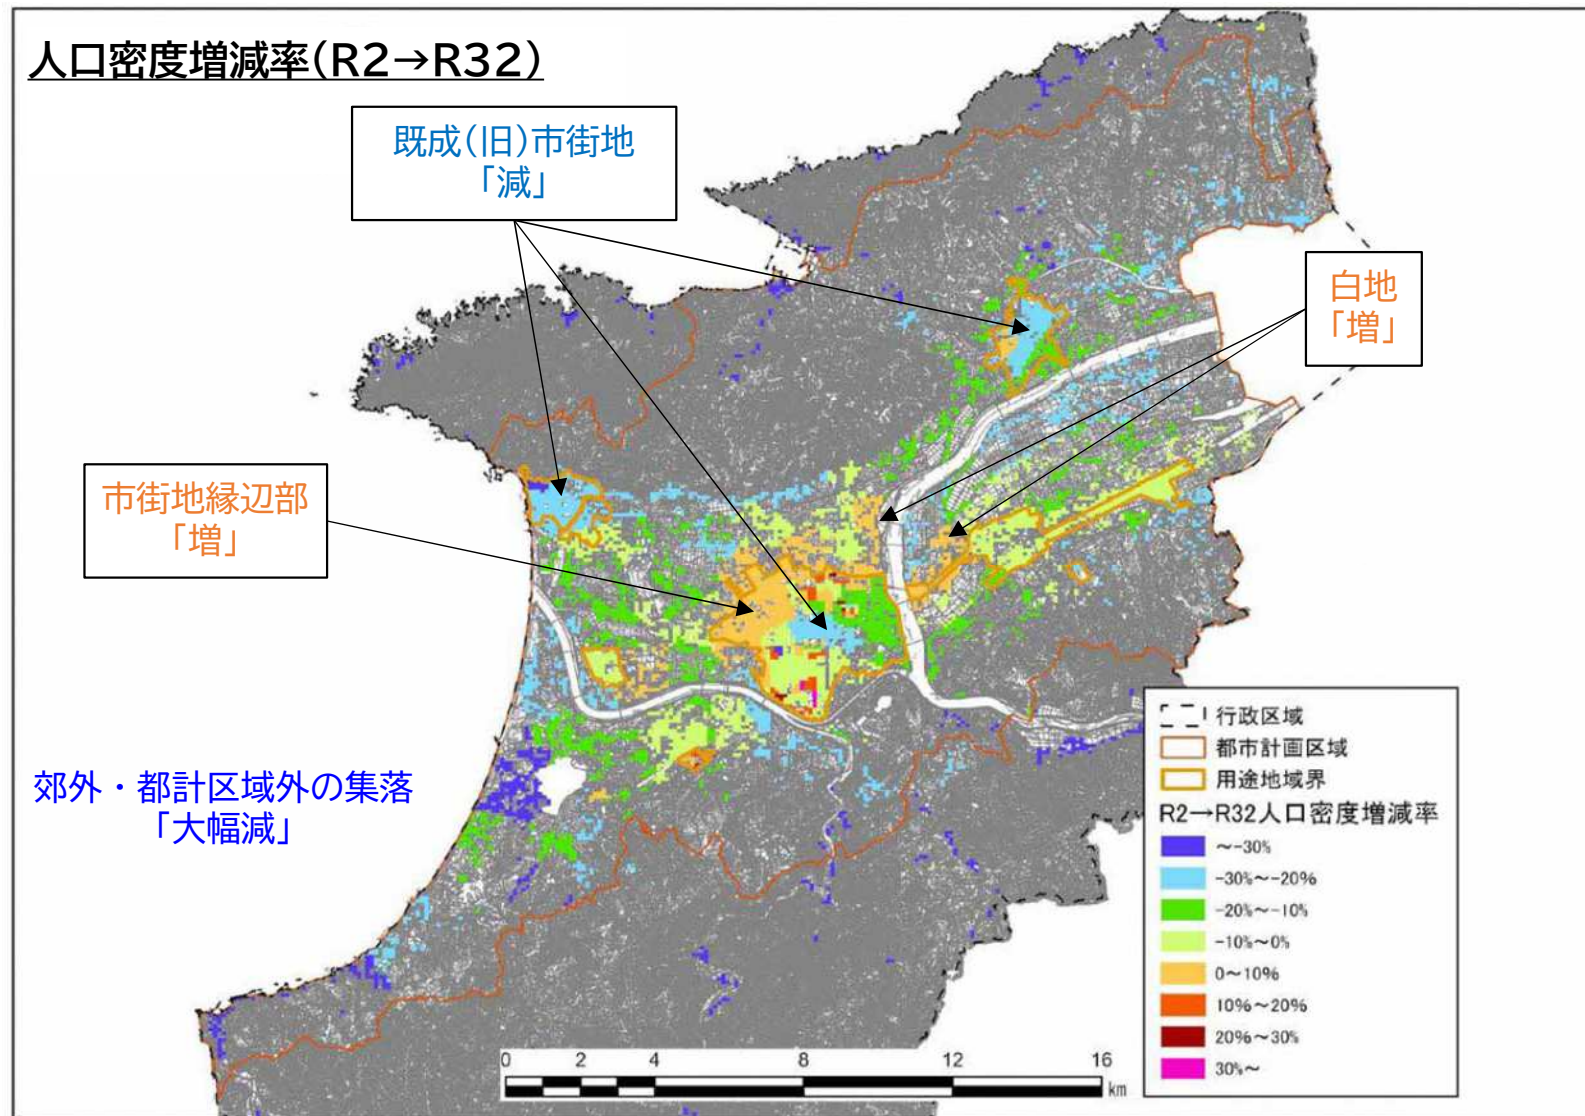 人口密度増減率(R2→R32)
既成(旧)市街地
「減」
白地
「増」
市街地縁辺部
「増」
郊外・都計区域外の集落
「大幅減」
行政区域
都市計画区域
用途地域界
R2→R32人口密度増減率
～-30%
-30%～-20%
-20%～-10%
-10%～0%
0～10%
10%～20%
20%～30%
30%～
0 2 4 8 12 16
km